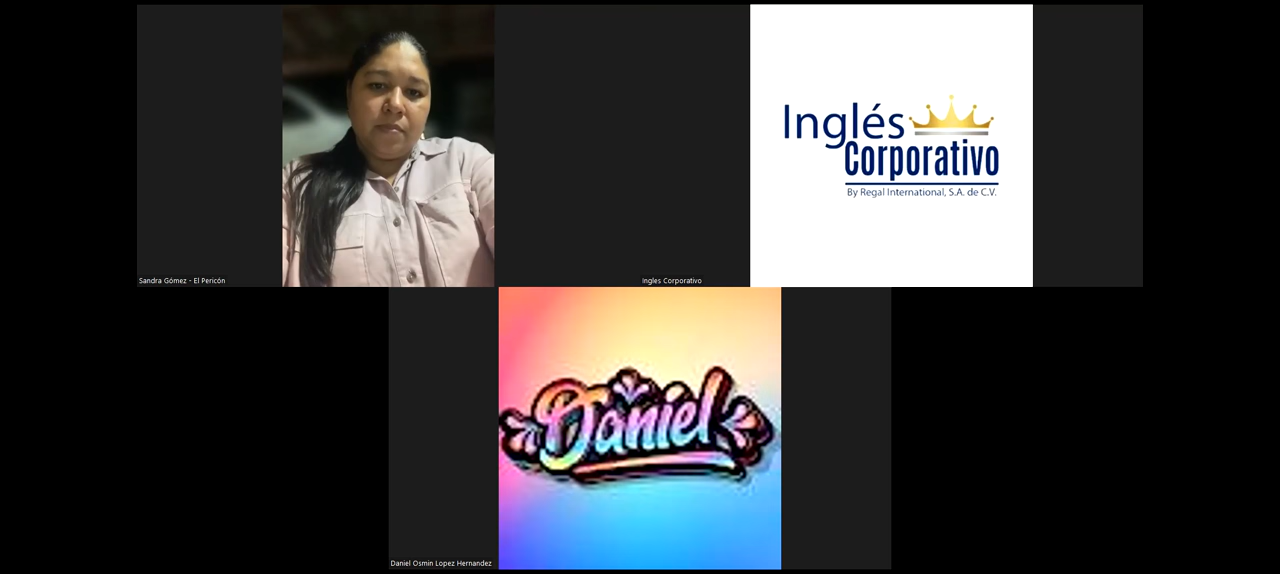 Inglés
Corporativo
By Regal International, S.A. de C.V.
Sandra Gómez - El Pericón
Ingles Corporativo
Daniel
Daniel Osmin Lopez Hernandez